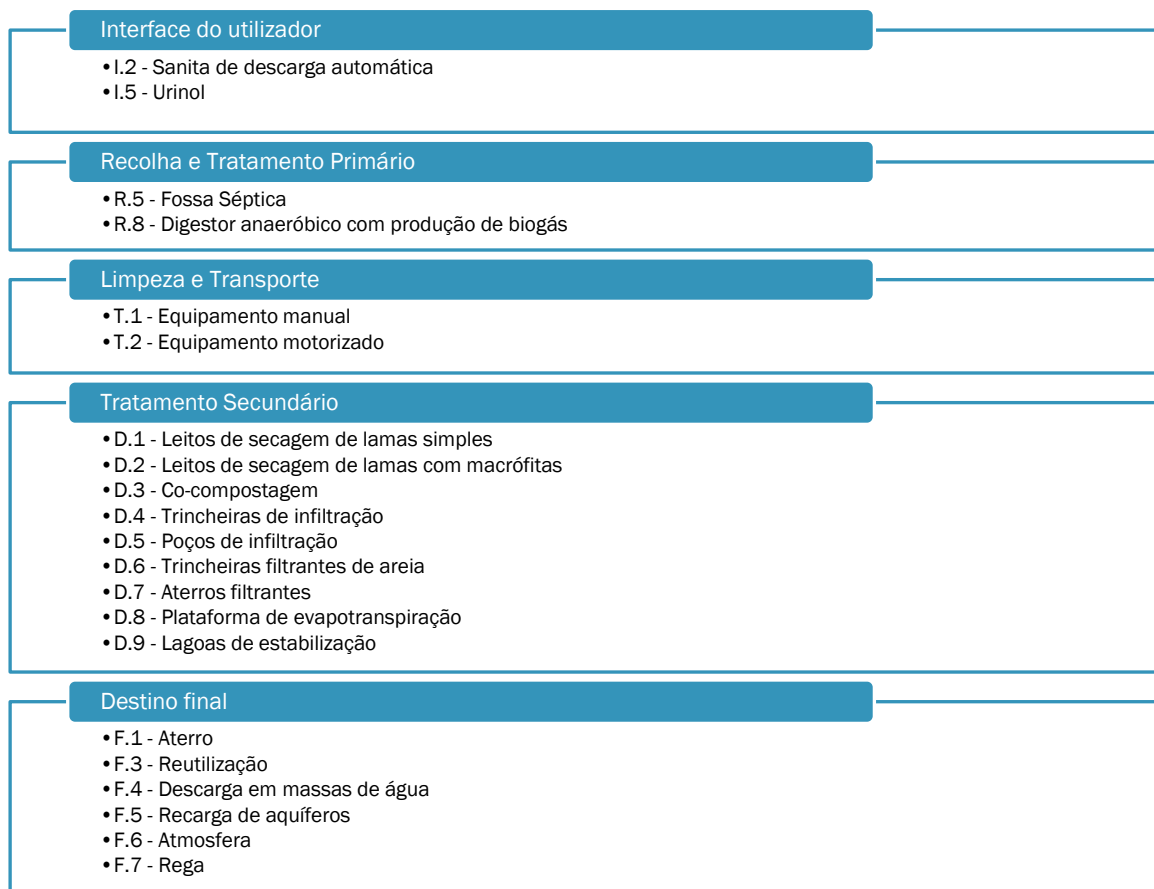 Interface do utilizador
•I.2 - Sanita de descarga automática
•I.5 - Urinol
Recolha e Tratamento Primário
•R.5 - Fossa Séptica
•R.8 - Digestor anaeróbico com produção de biogás
Limpeza e Transporte
•T.1 - Equipamento manual
•T.2 - Equipamento motorizado
Tratamento Secundário
•D.1 - Leitos de secagem de lamas simples
•D.2 - Leitos de secagem de lamas com macrófitas
•D.3 - Co-compostagem
•D.4 - Trincheiras de infiltração
•D.5 - Poços de infiltração
•D.6 - Trincheiras filtrantes de areia
•D.7 - Aterros filtrantes
•D.8 - Plataforma de evapotranspiração
•D.9 - Lagoas de estabilização
Destino final
•F.1 - Aterro
•F.3 - Reutilização
•F.4 - Descarga em massas de água
•F.5 - Recarga de aquíferos
•F.6 - Atmosfera
•F.7 - Rega